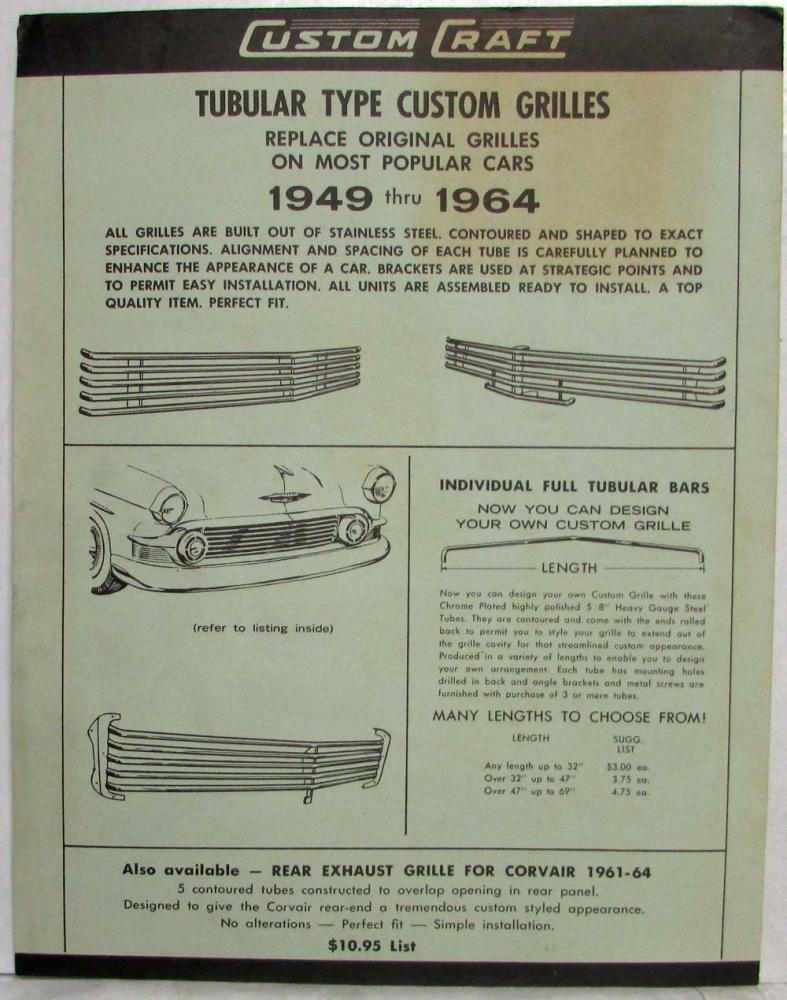 CUSTOM CRAFT
TUBULAR TYPE CUSTOM GRILLES
REPLACE ORIGINAL GRILLES
ON MOST POPULAR CARS
1949 thru 1964
ALL GRILLES ARE BUILT OUT OF STAINLESS STEEL. CONTOURED AND SHAPED TO EXACT
SPECIFICATIONS. ALIGNMENT AND SPACING OF EACH TUBE IS CAREFULLY PLANNED TO
ENHANCE THE APPEARANCE OF A CAR. BRACKETS ARE USED AT STRATEGIC POINTS AND
TO PERMIT EASY INSTALLATION. ALL UNITS ARE ASSEMBLED READY TO INSTALL. A TOP
QUALITY ITEM. PERFECT FIT.
(refer to listing inside)
INDIVIDUAL FULL TUBULAR BARS
NOW YOU CAN DESIGN
YOUR OWN CUSTOM GRILLE
LENGTH
Now you can design your own Custom Grille with these
Chrome Plated highly polished 5 8" Heavy Gauge Steel
Tubes. They are contoured and come with the ends rolled
back to permit you to style your grille to extend out of
the grille cavity for that streamlined custom appearance.
Produced in a variety of lengths to enable you to design
your own arrangement. Each tube has mounting holes
drilled in back and angle brackets and metal screws are
furnished with purchase of 3 or more tubes.
MANY LENGTHS TO CHOOSE FROM!
LENGTH SUGG.
LIST
Any length up to 32" $3.00 ea.
Over 32" up to 47" 3.75 ea.
Over 47" up to 69" 4.75 ea.
Also available — REAR EXHAUST GRILLE FOR CORVAIR 1961-64
5 contoured tubes constructed to overlap opening in rear panel.
Designed to give the Corvair rear-end a tremendous custom styled appearance.
No alterations — Perfect fit — Simple installation.
$10.95 List